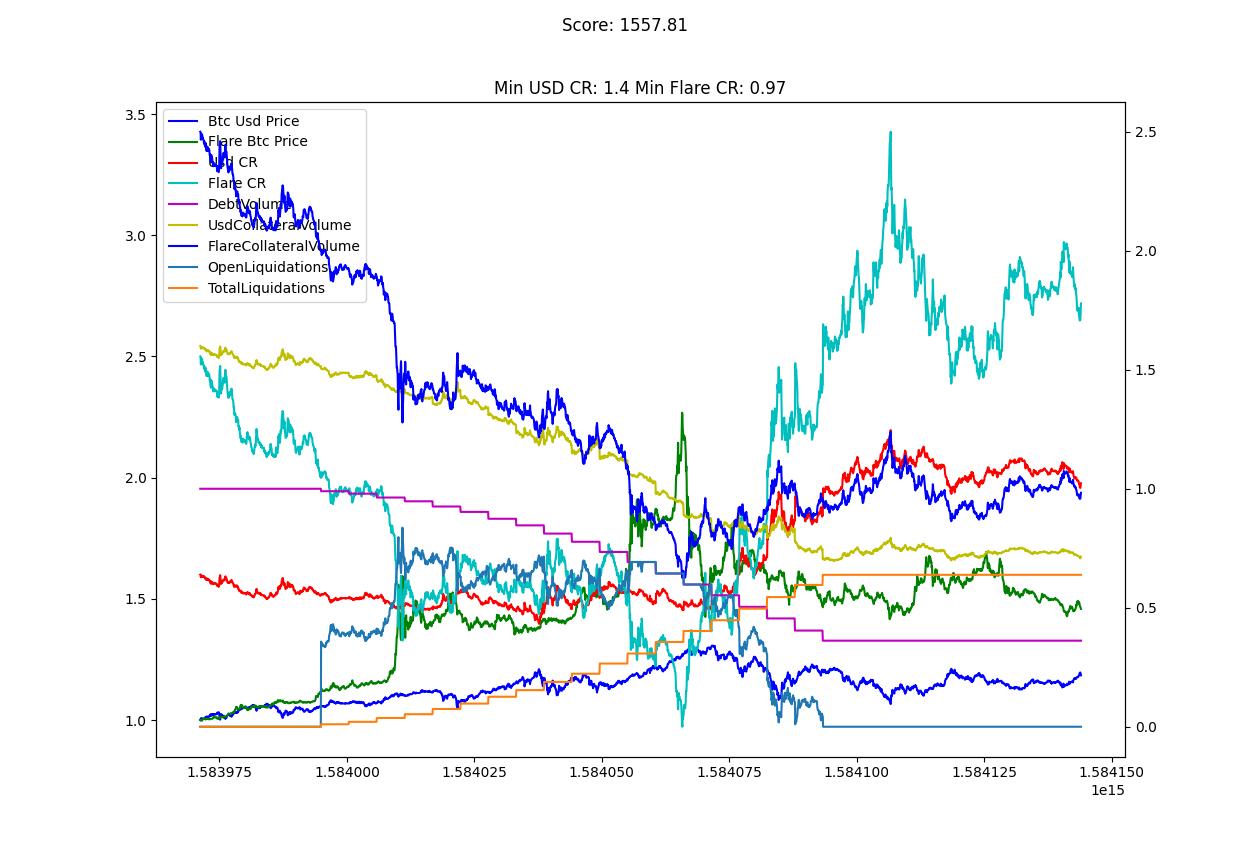 Score: 1557.81
Min USD CR: 1.4 Min Flare CR: 0.97
Btc Usd Price
Flare Btc Price
Usd CR
Flare CR
DebtVolume
UsdCollateralVolume
FlareCollateralVolume
OpenLiquidations
TotalLiquidations
3.5
3.0
2.5
2.0
1.5
1.0
2.5
2.0
1.5
1.0
0.5
0.0
1.583975
1.584000
1.584025
1.584050
1.584075
1.584100
1.584125
1.584150
1e15